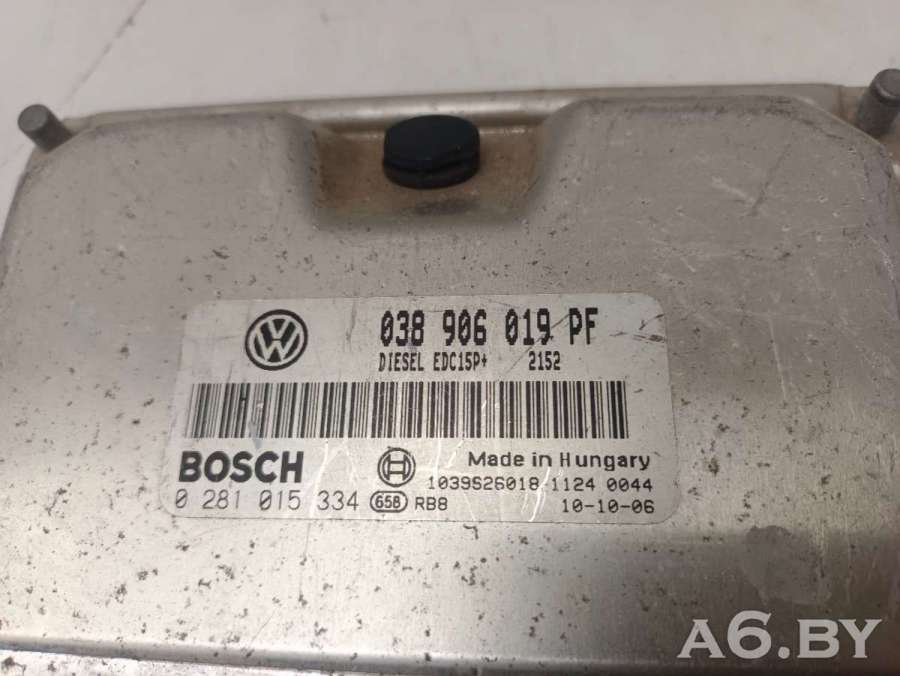 038 906 019 PF
DIESEL EDC15P+ 2152
BOSCH
Made in Hungary
1039S26018 1124 0044
0 281 015 334 658 RB8 10-10-06
A6.BY